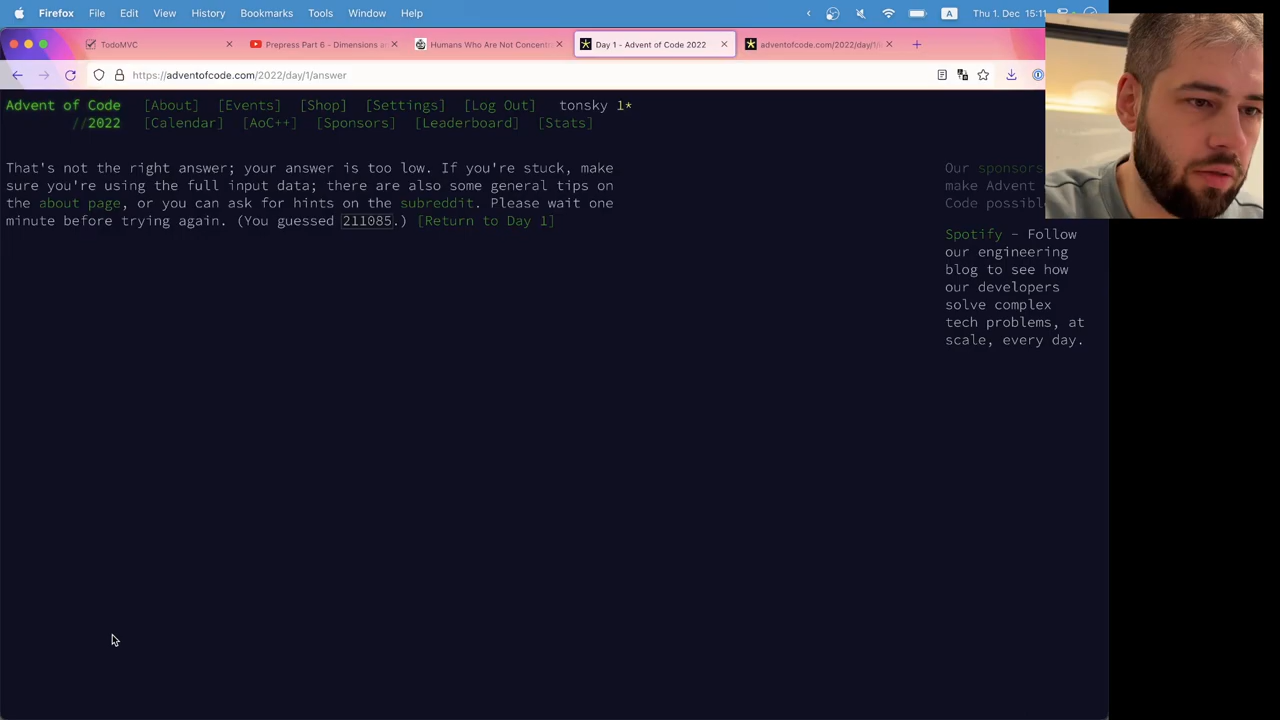 Firefox File Edit View History Bookmarks Tools Window Help A Thu 1. Dec 15:11
TodoMVC
Prepress Part 6 - Dimensions a
Humans Who Are Not Concent
Day 1 - Advent of Code 2022
adventofcode.com/2022/day/1/i
https://adventofcode.com/2022/day/1/answer
Advent of Code [About] [Events] [Shop] [Settings] [Log Out] tonsky 1*
//2022 [Calendar] [AoC++] [Sponsors] [Leaderboard] [Stats]
That's not the right answer; your answer is too low. If you're stuck, make
sure you're using the full input data; there are also some general tips on
the about page, or you can ask for hints on the subreddit. Please wait one
minute before trying again. (You guessed 211085.) [Return to Day 1]
Our sponsors
make Advent
Code possibl
Spotify - Follow
our engineering
blog to see how
our developers
solve complex
tech problems, at
scale, every day.